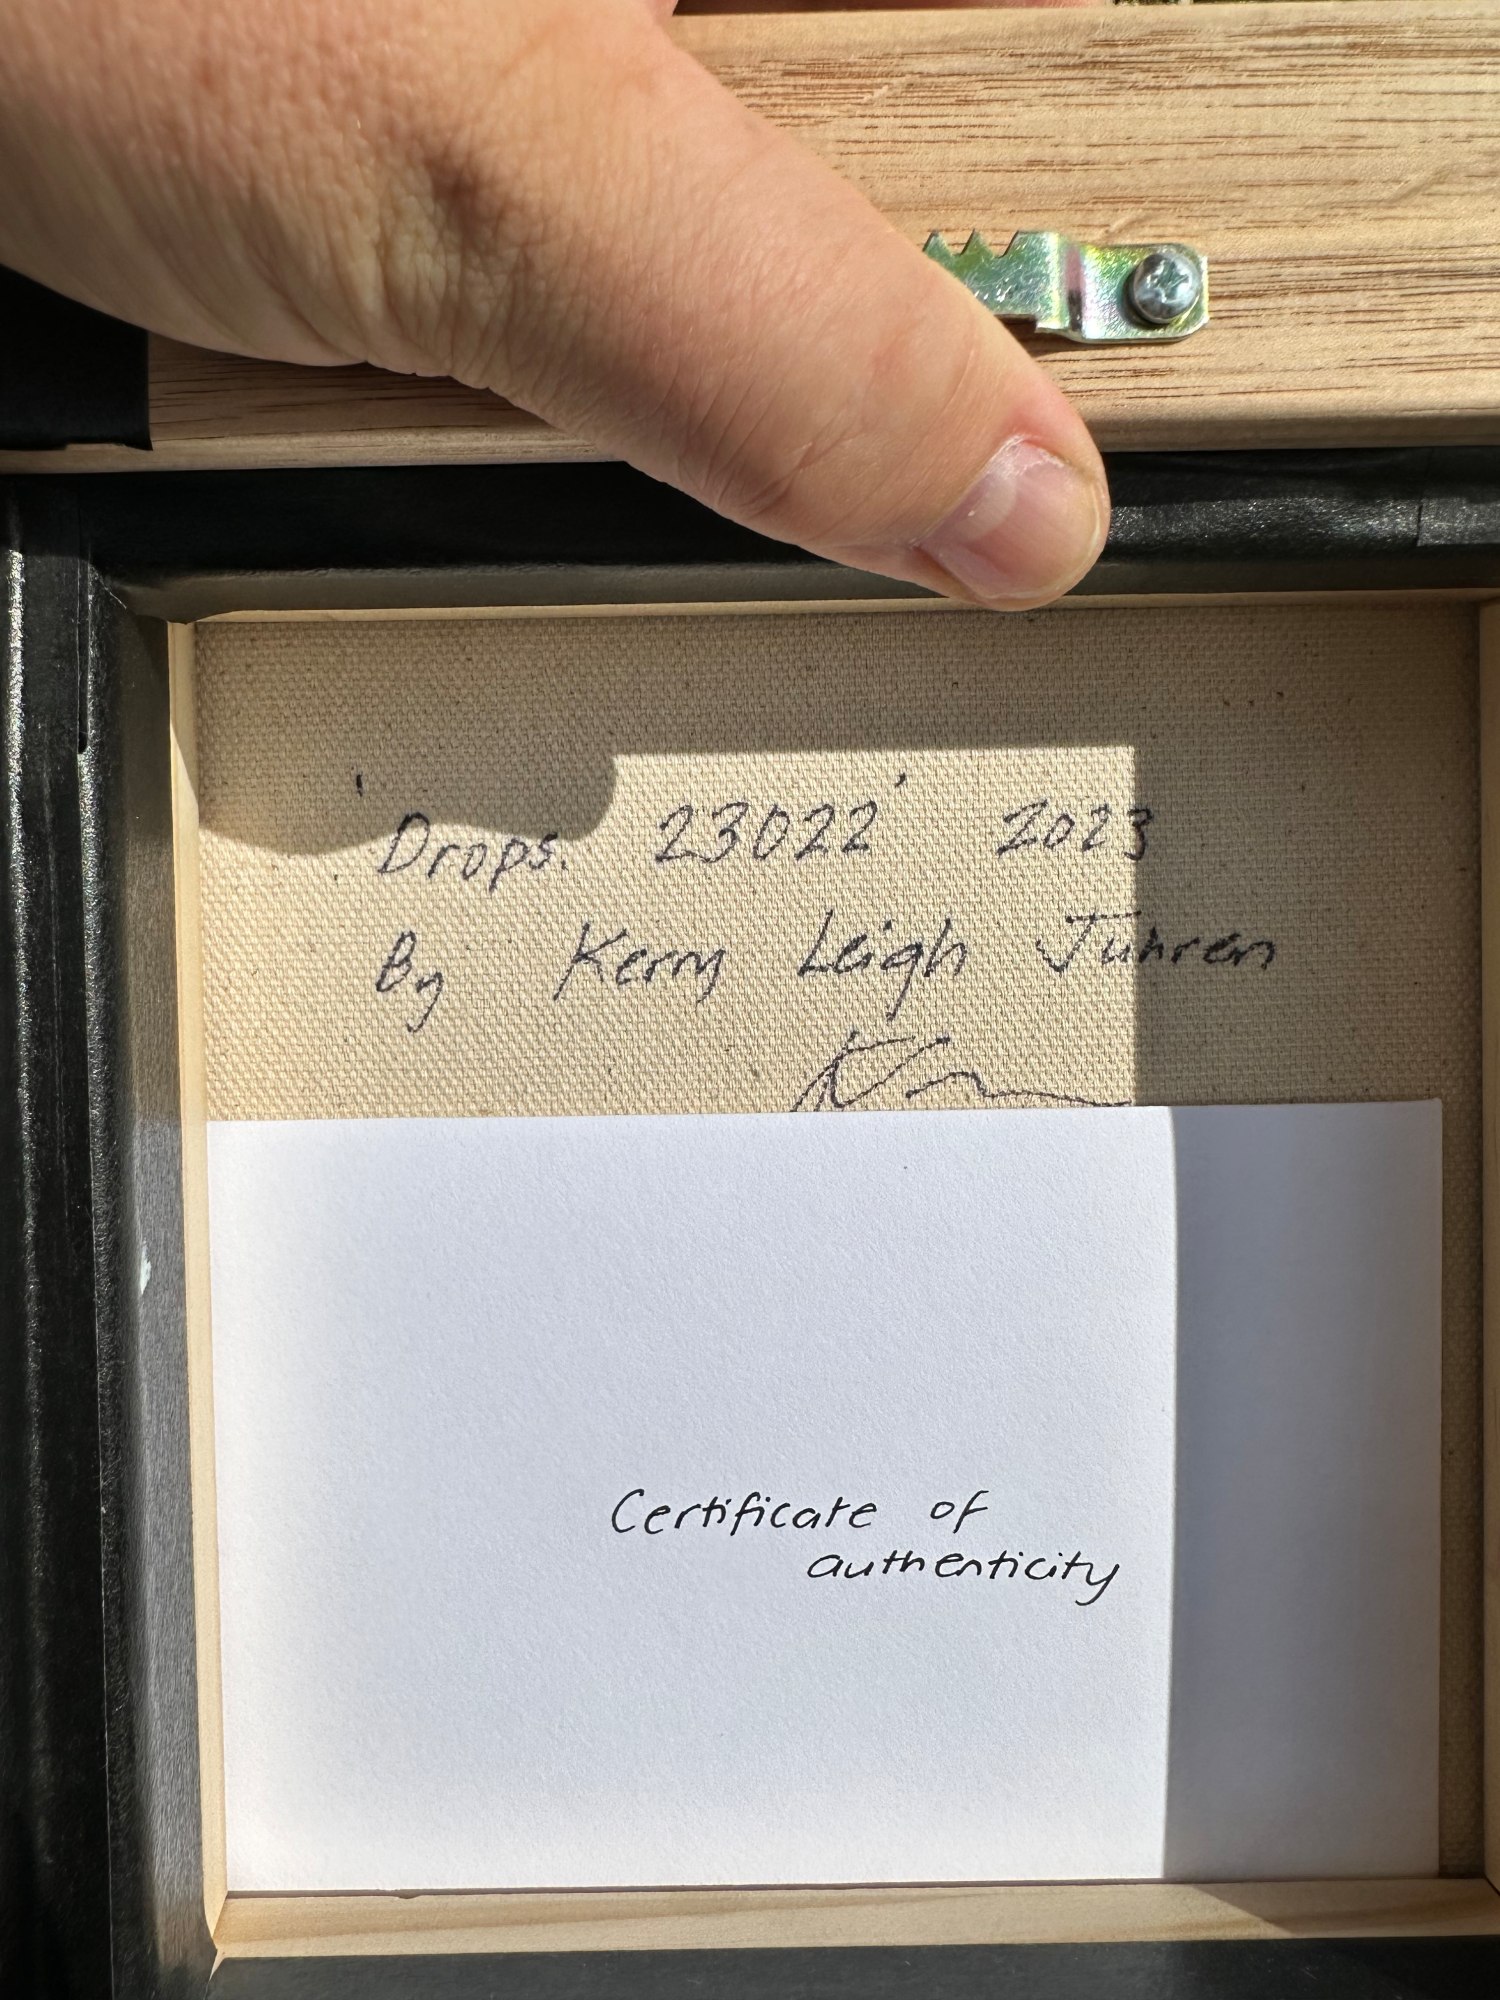 'Drops. 23022' 2023
By Kerry Leigh Juhren
Certificate of
authenticity